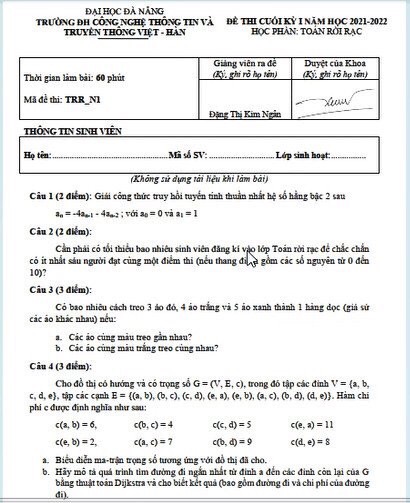 ĐẠI HỌC ĐÀ NẴNG
TRƯỜNG ĐH CÔNG NGHỆ THÔNG TIN VÀ
TRUYỀN THÔNG VIỆT - HÀN
ĐỀ THI CUỐI KỲ I NĂM HỌC 2021-2022
HỌC PHẦN: TOÁN RỜI RẠC
Thời gian làm bài: 60 phút
Mã đề thi: TRR_N1
Giảng viên ra đề
(Ký, ghi rõ họ tên)
Đặng Thị Kim Ngân
Duyệt của Khoa
(Ký, ghi rõ họ tên)
THÔNG TIN SINH VIÊN
Họ tên: Mã số SV: Lớp sinh hoạt:
(Không sử dụng tài liệu khi làm bài)
Câu 1 (2 điểm): Giải công thức truy hồi tuyến tính thuần nhất hệ số hằng bậc 2 sau
aₙ = -4aₙ₋₁ - 4aₙ₋₂ ; với a₀ = 0 và a₁ = 1
Câu 2 (2 điểm):
Cần phải có tối thiểu bao nhiêu sinh viên đăng kí vào lớp Toán rời rạc để chắc chắn
có ít nhất sáu người đạt cùng một điểm thi (nếu thang gồm các số nguyên từ 0 đến
10)?
Câu 3 (3 điểm):
Có bao nhiêu cách treo 3 áo đỏ, 4 áo trắng và 5 áo xanh thành 1 hàng dọc (giả sử
các áo khác nhau) nếu:
a. Các áo cùng màu treo gần nhau?
b. Các áo cùng màu trắng treo cùng nhau?
Câu 4 (3 điểm):
Cho đồ thị có hướng và có trọng số G = (V, E, c), trong đó tập các đỉnh V = {a, b,
c, d, e}, tập các cạnh E = {(a, b), (b, c), (c, d), (e, a), (e, b), (a, c), (b, d), (d, e)}. Hàm chi
phí c được định nghĩa như sau:
c(a, b) = 6, c(b, c) = 4 c(c, d) = 5 c(e, a) = 11
c(e, b) = 2, c(a, c) = 7 c(b, d) = 9 c(d, e) = 8
a. Biểu diễn ma-trận trọng số tương ứng với đồ thị đã cho.
b. Hãy mô tả quá trình tìm đường đi ngắn nhất từ đỉnh a đến các đỉnh còn lại của G
bằng thuật toán Dijkstra và cho biết kết quả (bao gồm đường đi và chi phí của đường
đi).